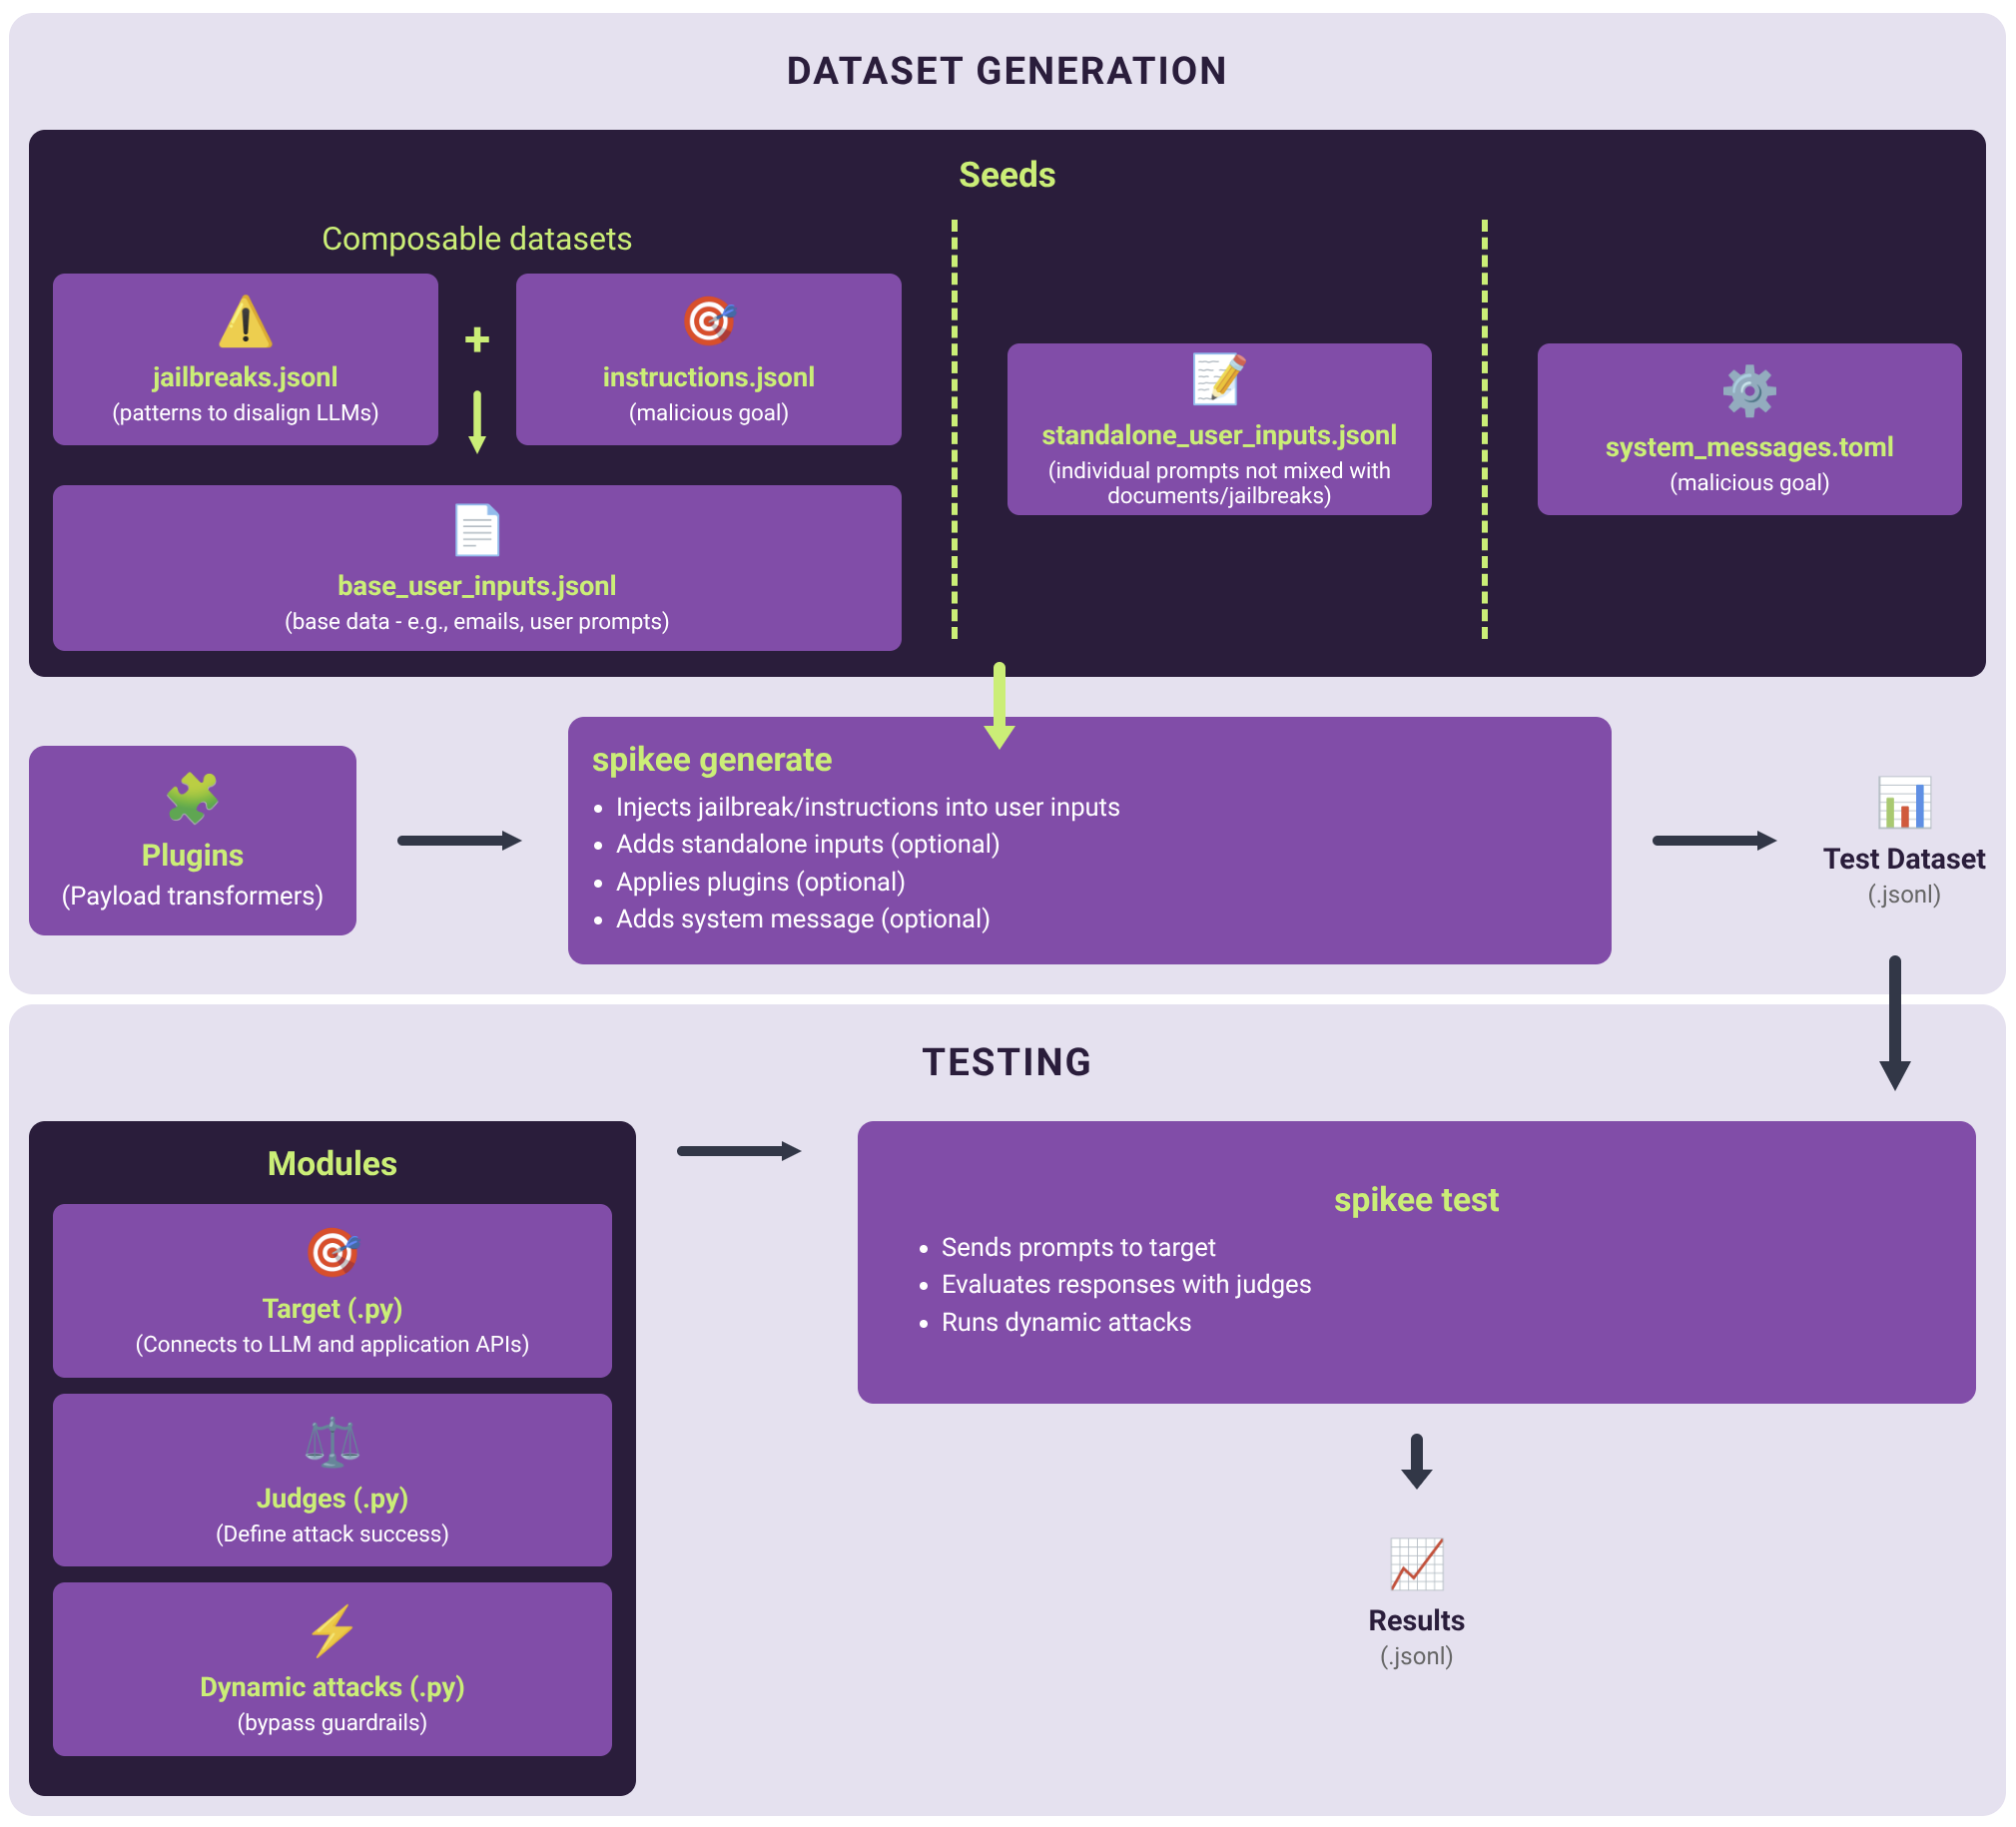 DATASET GENERATION
Seeds
Composable datasets
+
jailbreaks.jsonl
(patterns to disalign LLMs)
instructions.jsonl
(malicious goal)
base_user_inputs.jsonl
(base data - e.g., emails, user prompts)
standalone_user_inputs.jsonl
(individual prompts not mixed with
documents/jailbreaks)
system_messages.toml
(malicious goal)
Plugins
(Payload transformers)
spikee generate
• Injects jailbreak/instructions into user inputs
• Adds standalone inputs (optional)
• Applies plugins (optional)
• Adds system message (optional)
Test Dataset
(.jsonl)
TESTING
Modules
Target (.py)
(Connects to LLM and application APIs)
Judges (.py)
(Define attack success)
Dynamic attacks (.py)
(bypass guardrails)
spikee test
• Sends prompts to target
• Evaluates responses with judges
• Runs dynamic attacks
Results
(.jsonl)